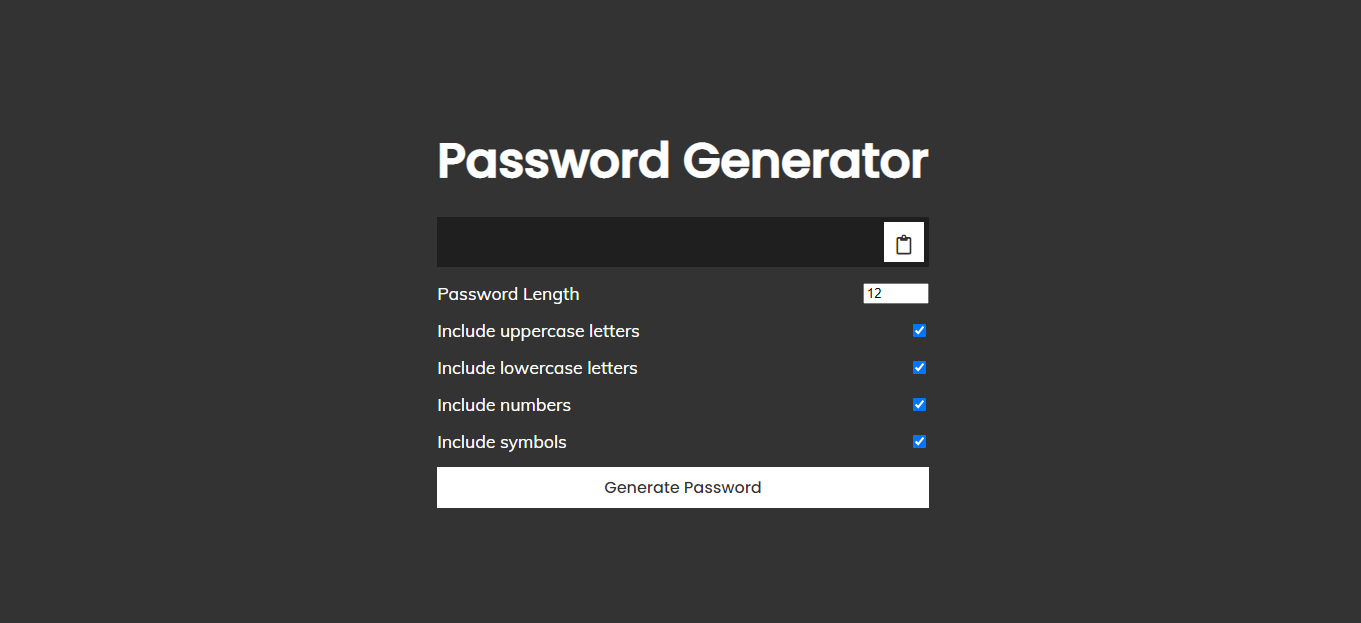 Password Generator
Password Length 12
Include uppercase letters
Include lowercase letters
Include numbers
Include symbols
Generate Password